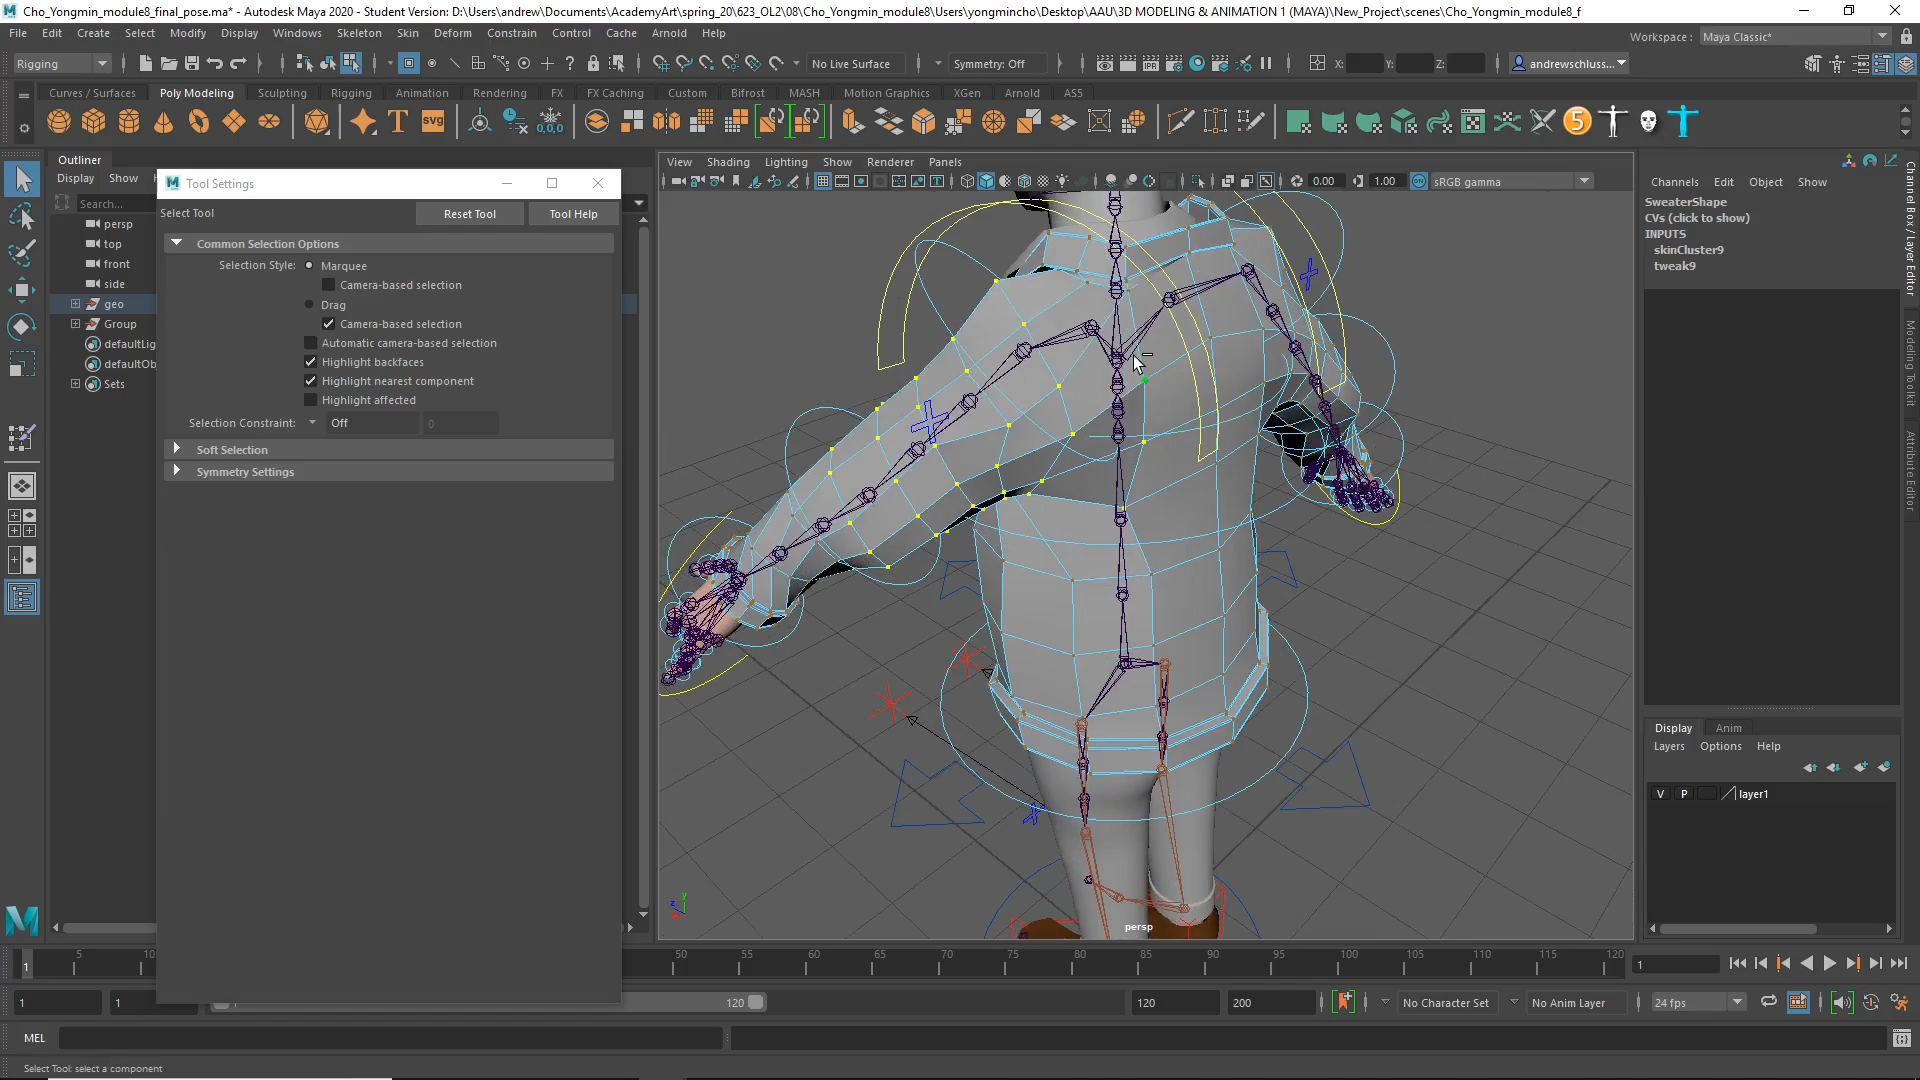 Cho_Yongmin_module8_final_pose.ma* - Autodesk Maya 2020 - Student Version: D:\Users\andrew\Documents\AcademyArt\spring_20\623_OL2\08\Cho_Yongmin_module8\Users\yongmincho\Desktop\AAU\3D MODELING & ANIMATION 1 (MAYA)\New_Project\scenes\Cho_Yongmin_module8_f
File Edit Create Select Modify Display Windows Skeleton Skin Deform Constrain Control Cache Arnold Help
Workspace : Maya Classic*
Rigging No Live Surface Symmetry: Off X: Y: Z: andrewschluss...
Curves / Surfaces Poly Modeling Sculpting Rigging Animation Rendering FX FX Caching Custom Bifrost MASH Motion Graphics XGen Arnold AS5
T svg 0,0,0 5
Outliner
Display Show
Search...
persp
top
front
side
geo
Group
defaultLig
defaultOb
Sets
Tool Settings
Select Tool Reset Tool Tool Help
Common Selection Options
Selection Style: Marquee
Camera-based selection
Drag
Camera-based selection
Automatic camera-based selection
Highlight backfaces
Highlight nearest component
Highlight affected
Selection Constraint: Off 0
Soft Selection
Symmetry Settings
View Shading Lighting Show Renderer Panels
0.00 1.00 ON sRGB gamma
persp
Channels Edit Object Show
SweaterShape
CVs (click to show)
INPUTS
skinCluster9
tweak9
Channel Box / Layer Editor
Modeling Toolkit
Attribute Editor
Display Anim
Layers Options Help
V P layer1
1 5 10 50 55 60 65 70 75 80 85 90 95 100 105 110 115 120 1
1 1 120 120 200 No Character Set No Anim Layer 24 fps
MEL
Select Tool: select a component